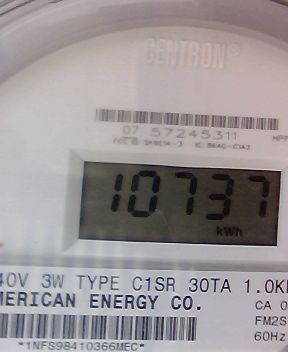 CENTRON®
07 57245311
10737
kWh
40V 3W TYPE C1SR 30TA 1.0K
MERICAN ENERGY CO.
CA 0
FM2S
60Hz
*1NFS98410366MEC*